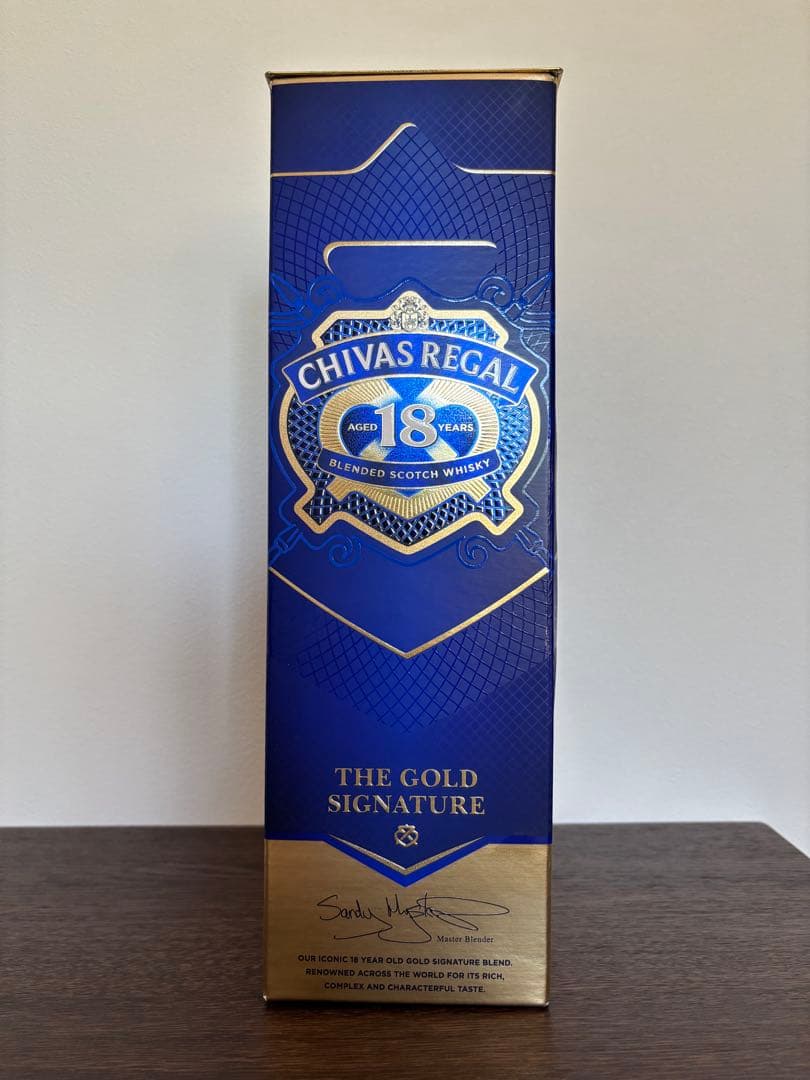 CHIVAS REGAL
AGED 18 YEARS
BLENDED SCOTCH WHISKY
THE GOLD
SIGNATURE
Sandy
Master Blender
OUR ICONIC 18 YEAR OLD GOLD SIGNATURE BLEND.
RENOWNED ACROSS THE WORLD FOR ITS RICH,
COMPLEX AND CHARACTERFUL TASTE.